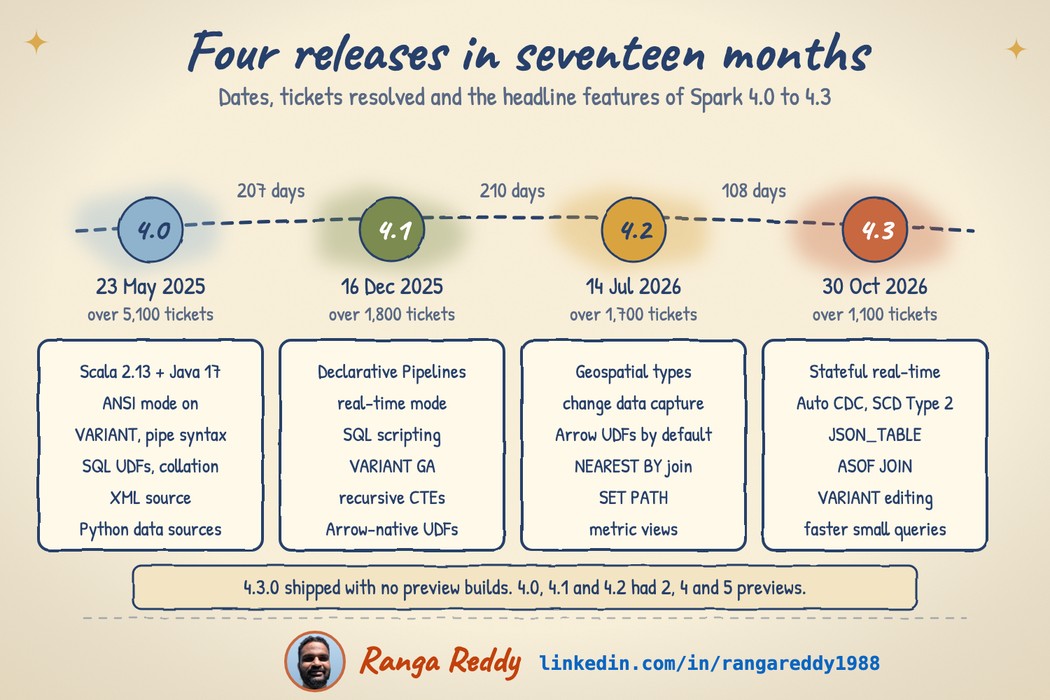 Four releases in seventeen months
Dates, tickets resolved and the headline features of Spark 4.0 to 4.3
207 days
210 days
108 days
4.0
4.1
4.2
4.3
23 May 2025
16 Dec 2025
14 Jul 2026
30 Oct 2026
over 5,100 tickets
over 1,800 tickets
over 1,700 tickets
over 1,100 tickets
Scala 2.13 + Java 17
ANSI mode on
VARIANT, pipe syntax
SQL UDFs, collation
XML source
Python data sources
Declarative Pipelines
real-time mode
SQL scripting
VARIANT GA
recursive CTEs
Arrow-native UDFs
Geospatial types
change data capture
Arrow UDFs by default
NEAREST BY join
SET PATH
metric views
Stateful real-time
Auto CDC, SCD Type 2
JSON_TABLE
ASOF JOIN
VARIANT editing
faster small queries
4.3.0 shipped with no preview builds. 4.0, 4.1 and 4.2 had 2, 4 and 5 previews.
Ranga Reddy
linkedin.com/in/rangareddy1988